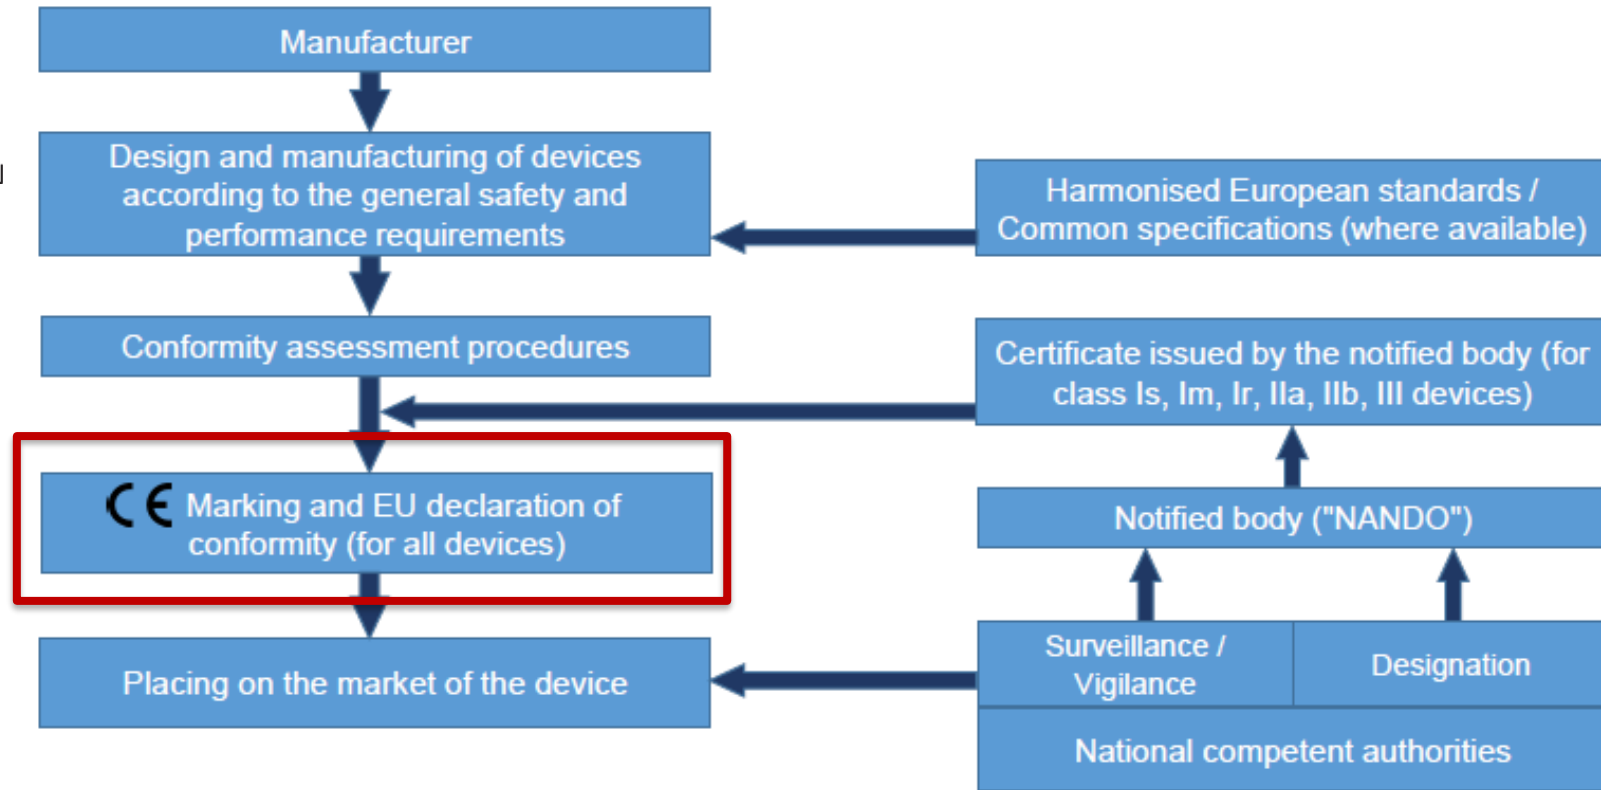 Manufacturer
Design and manufacturing of devices
according to the general safety and
performance requirements
Harmonised European standards /
Common specifications (where available)
Conformity assessment procedures
Certificate issued by the notified body (for
class Is, Im, Ir, IIa, IIb, III devices)
CE Marking and EU declaration of
conformity (for all devices)
Notified body ("NANDO")
Surveillance /
Vigilance
Designation
Placing on the market of the device
National competent authorities